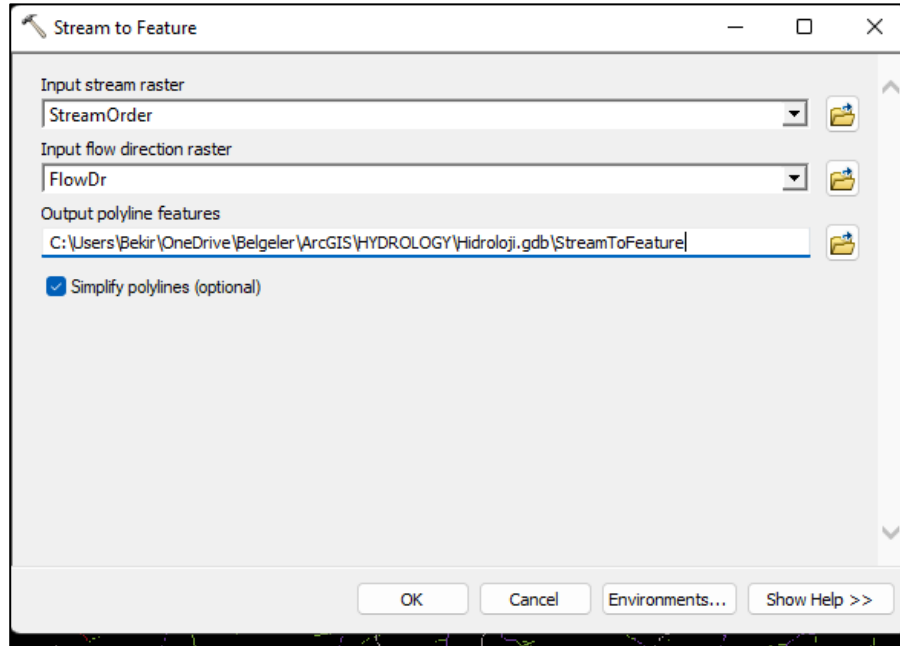 Stream to Feature
Input stream raster
StreamOrder
Input flow direction raster
FlowDr
Output polyline features
C:\Users\Bekir\OneDrive\Belgeler\ArcGIS\HYDROLOGY\Hidroloji.gdb\StreamToFeature
Simplify polylines (optional)
OK Cancel Environments... Show Help >>